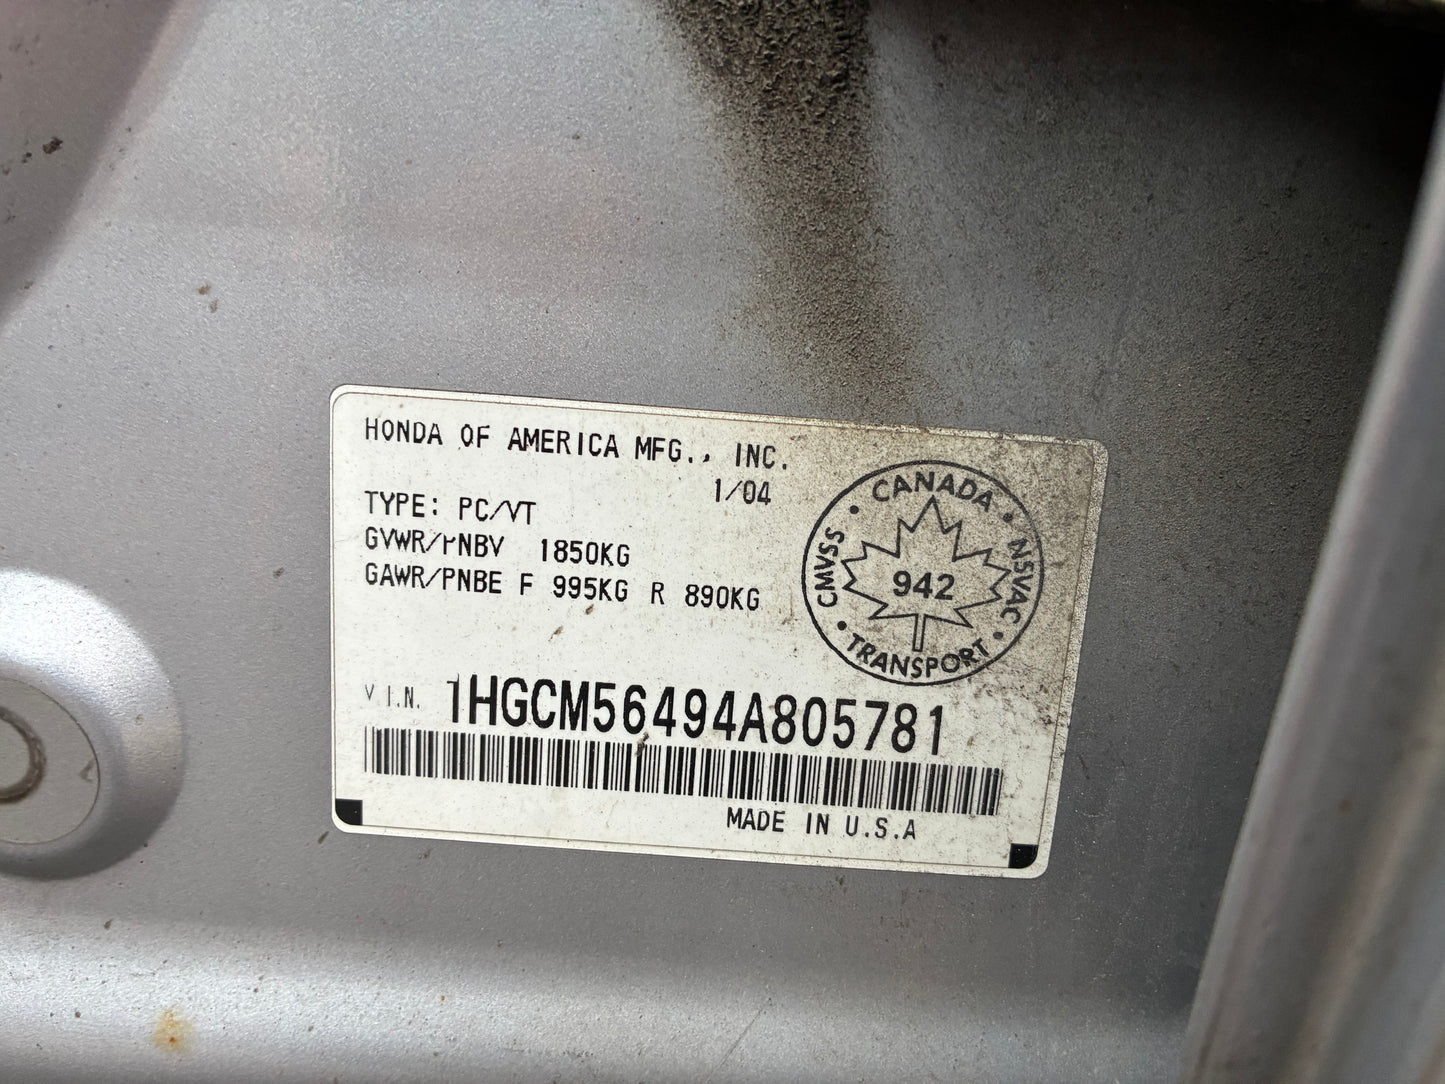 HONDA OF AMERICA MFG., INC.
1/04
TYPE: PC/VT
GVWR/PNBV 1850KG
GAWR/PNBE F 995KG R 890KG
CANADA • NSVAC • TRANSPORT • CMVSS •
942
V.I.N. 1HGCM56494A805781
MADE IN U.S.A